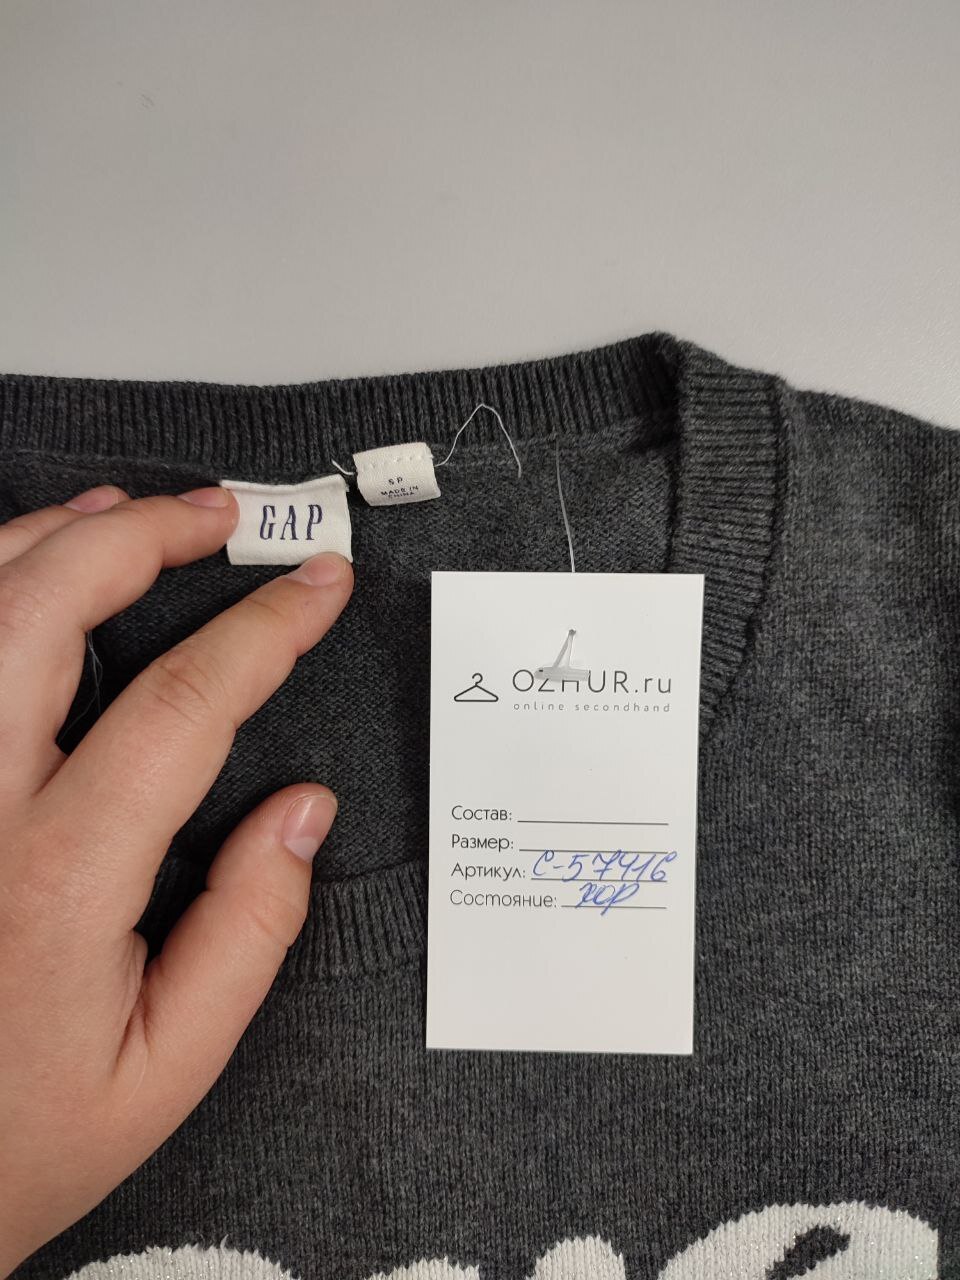 SP
MADE IN
CHINA
GAP
OZHUR.ru
online secondhand
Состав:
Размер:
Артикул: С-57416
Состояние: хор